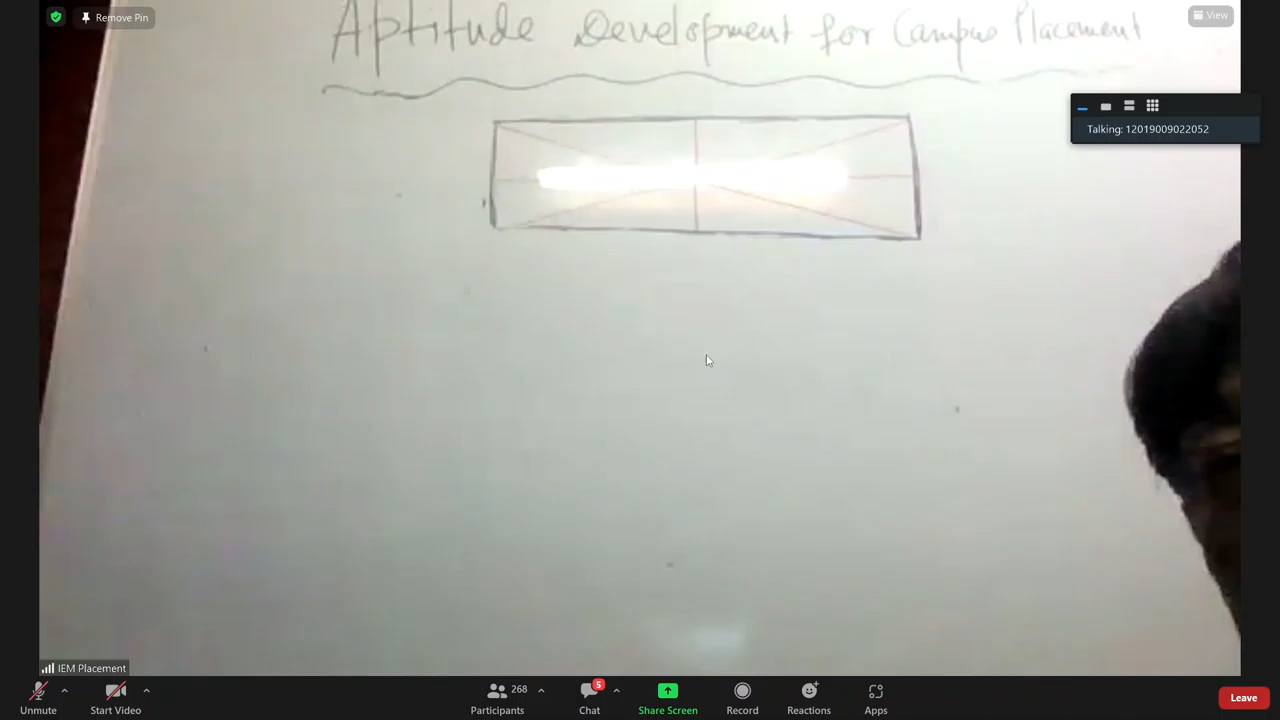 Remove Pin
View
Aptitude Development for Campus Placement
Talking: 12019009022052
IEM Placement
268
5
Unmute
Start Video
Participants
Chat
Share Screen
Record
Reactions
Apps
Leave